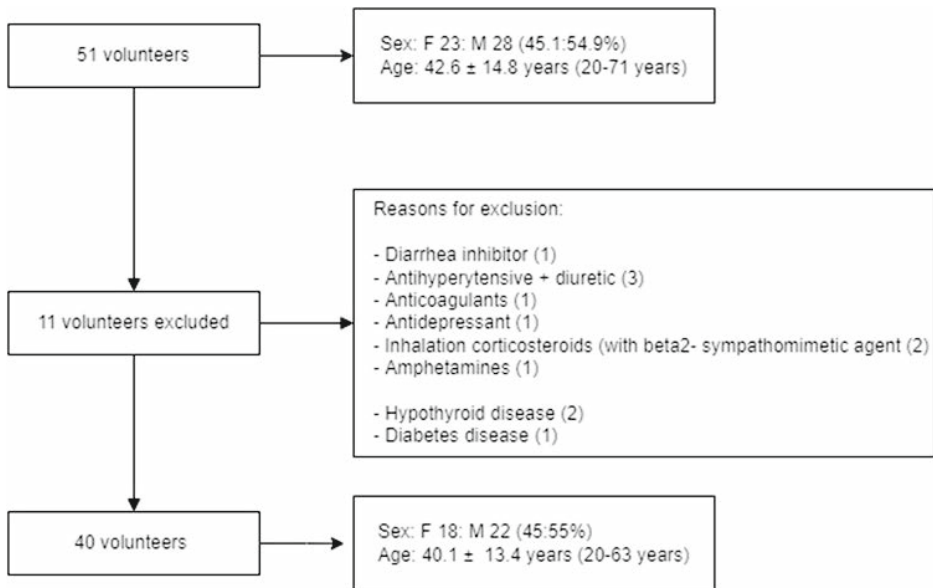 51 volunteers
Sex: F 23: M 28 (45.1:54.9%)
Age: 42.6 ± 14.8 years (20-71 years)
Reasons for exclusion:
- Diarrhea inhibitor (1)
- Antihyperytensive + diuretic (3)
- Anticoagulants (1)
- Antidepressant (1)
- Inhalation corticosteroids (with beta2- sympathomimetic agent (2)
- Amphetamines (1)
- Hypothyroid disease (2)
- Diabetes disease (1)
11 volunteers excluded
40 volunteers
Sex: F 18: M 22 (45:55%)
Age: 40.1 ± 13.4 years (20-63 years)